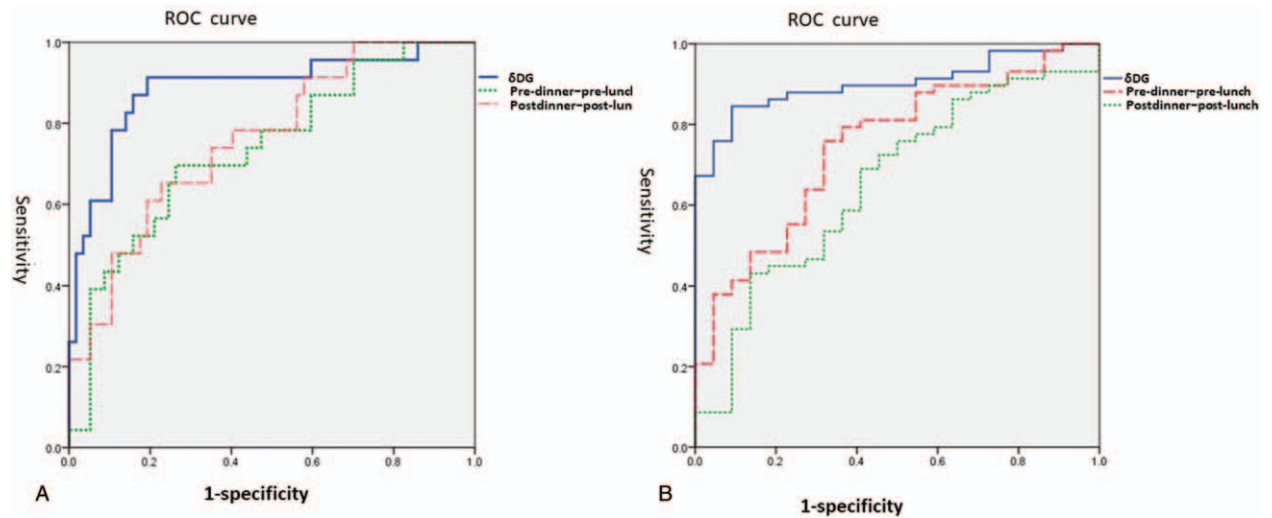 ROC curve
1.0
0.8
0.6
0.4
0.2
0.0
Sensitivity
0.0 0.2 0.4 0.6 0.8 1.0
1-specificity
A
δDG
Pre-dinner-pre-luncl
Postdinner-post-lun
ROC curve
1.0
0.8
0.6
0.4
0.2
0.0
Sensitivity
0.0 0.2 0.4 0.6 0.8 1.0
1-specificity
B
δDG
Pre-dinner-pre-lunch
Postdinner-post-lunch